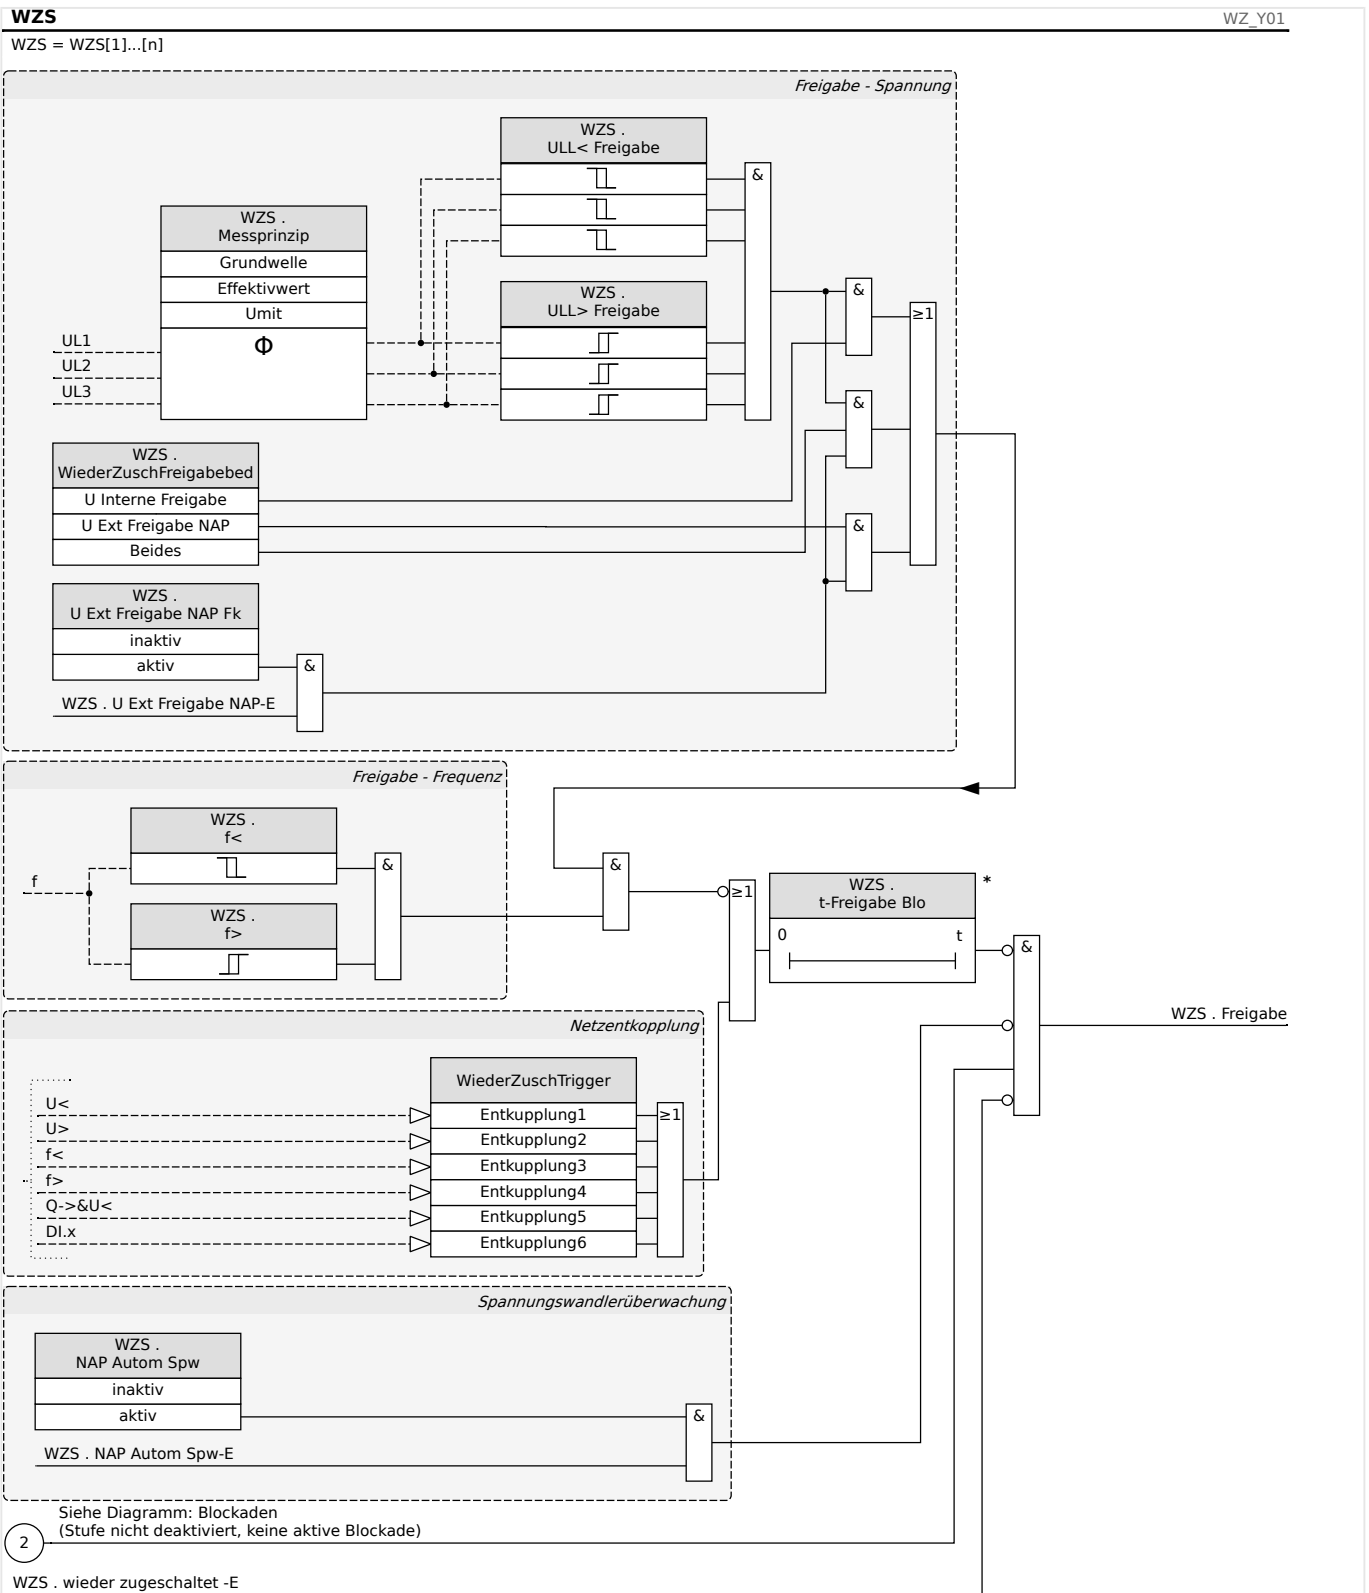 WZS
WZ_Y01
WZS = WZS[1]...[n]
Freigabe - Spannung
WZS .
ULL< Freigabe
&
WZS .
Messprinzip
Grundwelle
Effektivwert
Umit
Φ
UL1
UL2
UL3
WZS .
ULL> Freigabe
&
≥1
&
WZS .
WiederZuschFreigabebed
U Interne Freigabe
U Ext Freigabe NAP
Beides
&
WZS .
U Ext Freigabe NAP Fk
inaktiv
aktiv
&
WZS . U Ext Freigabe NAP-E
Freigabe - Frequenz
WZS .
f<
&
f
WZS .
f>
&
≥1
WZS .
t-Freigabe Blo
*
0
t
&
WZS . Freigabe
Netzentkopplung
WiederZuschTrigger
U<
Entkupplung1
≥1
U>
Entkupplung2
f<
Entkupplung3
f>
Entkupplung4
Q->&U<
Entkupplung5
DI.x
Entkupplung6
Spannungswandlerüberwachung
WZS .
NAP Autom Spw
inaktiv
aktiv
&
WZS . NAP Autom Spw-E
Siehe Diagramm: Blockaden
(Stufe nicht deaktiviert, keine aktive Blockade)
2
WZS . wieder zugeschaltet -E